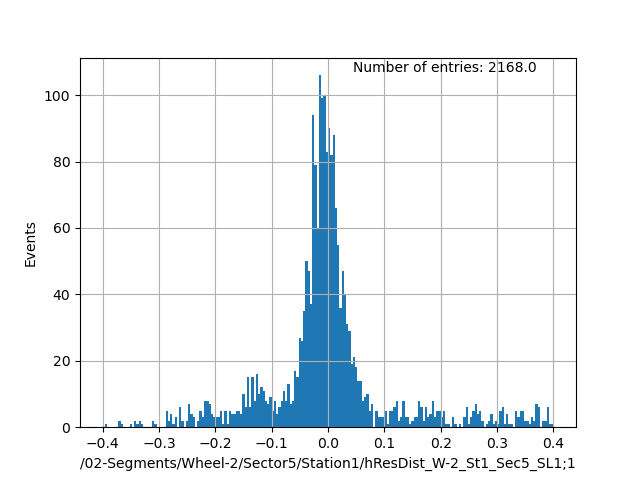 Number of entries: 2168.0
100
80
60
40
20
0
Events
−0.4 −0.3 −0.2 −0.1 0.0 0.1 0.2 0.3 0.4
/02-Segments/Wheel-2/Sector5/Station1/hResDist_W-2_St1_Sec5_SL1;1